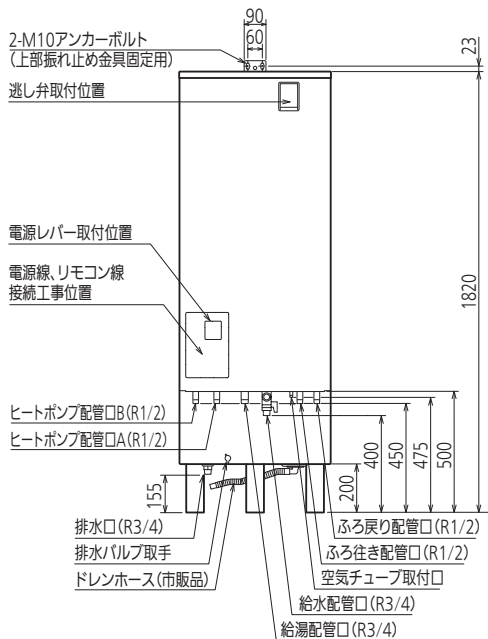 90
60
23
2-M10アンカーボルト
(上部振れ止め金具固定用)
逃し弁取付位置
1820
電源レバー取付位置
電源線、リモコン線
接続工事位置
ヒートポンプ配管口B(R1/2)
ヒートポンプ配管口A(R1/2)
155
200
400
450
475
500
排水口(R3/4)
排水バルブ取手
ドレンホース(市販品)
ふろ戻り配管口(R1/2)
ふろ往き配管口(R1/2)
空気チューブ取付口
給水配管口(R3/4)
給湯配管口(R3/4)